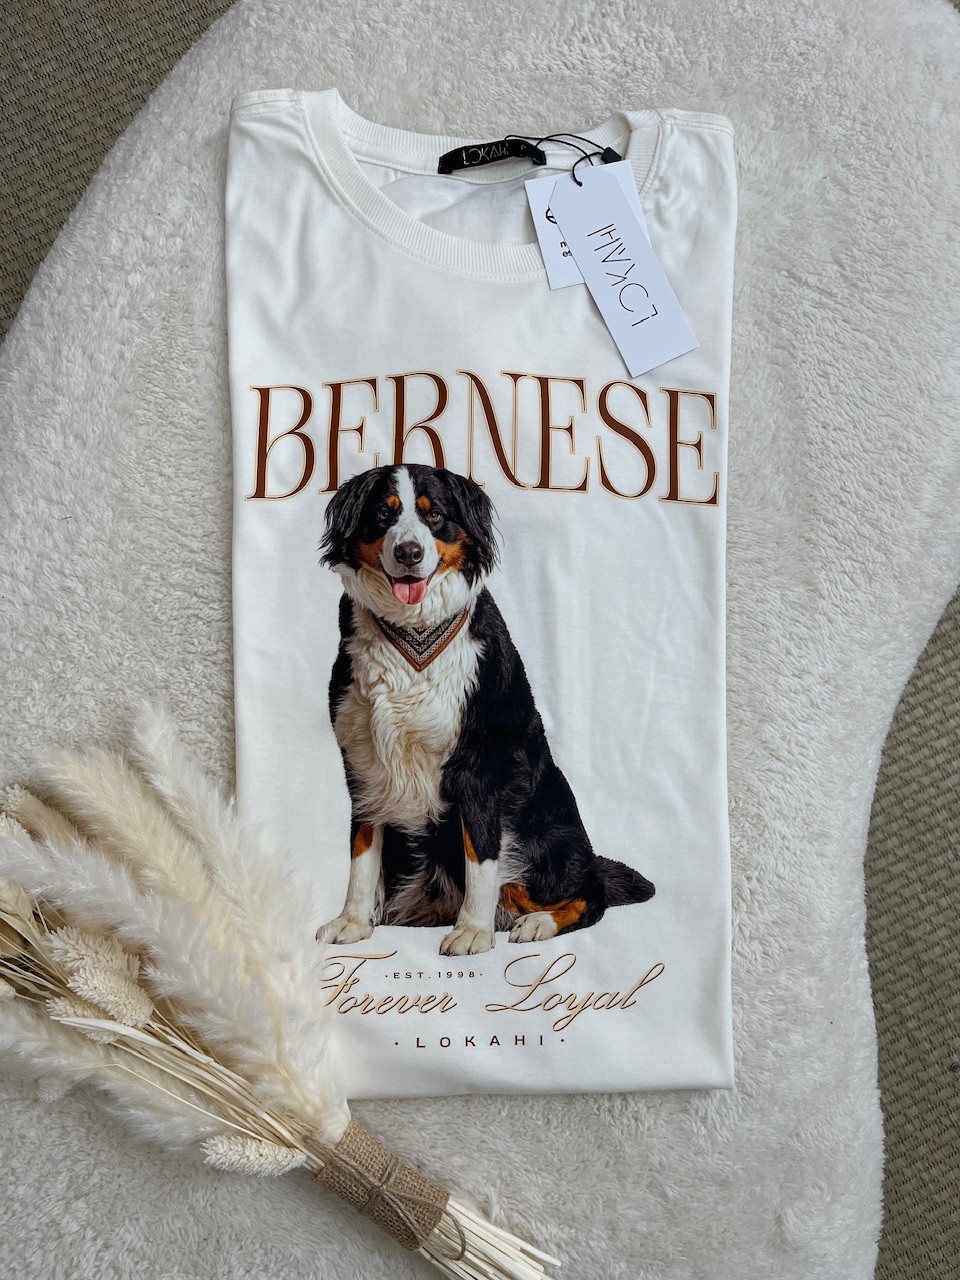 LOKAHI
LOKAHI
BERNESE
·EST.1998·
Forever Loyal
·LOKAHI·